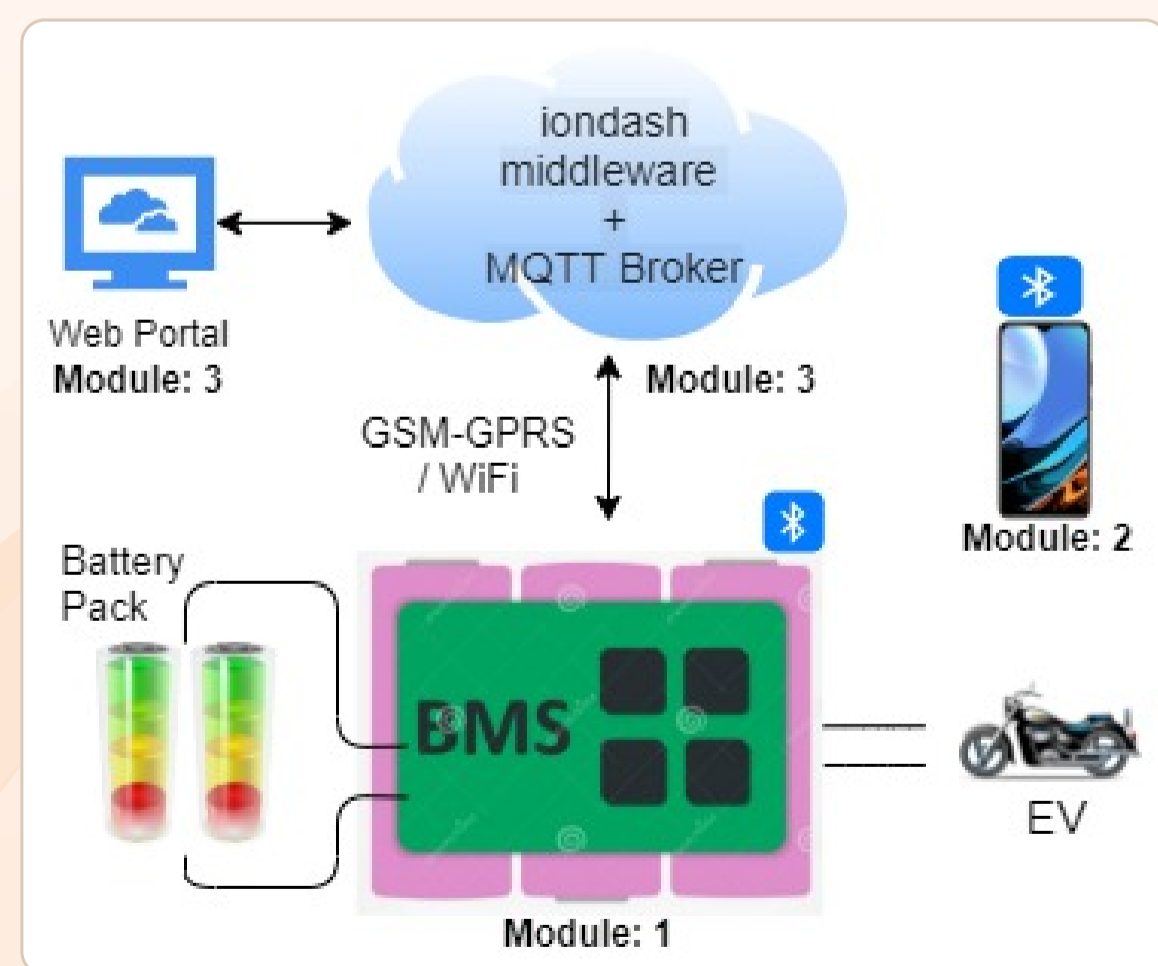 iondash
middleware
+
MQTT Broker
Web Portal
Module: 3
Module: 3
GSM-GPRS
/ WiFi
Module: 2
Battery
Pack
BMS
EV
Module: 1